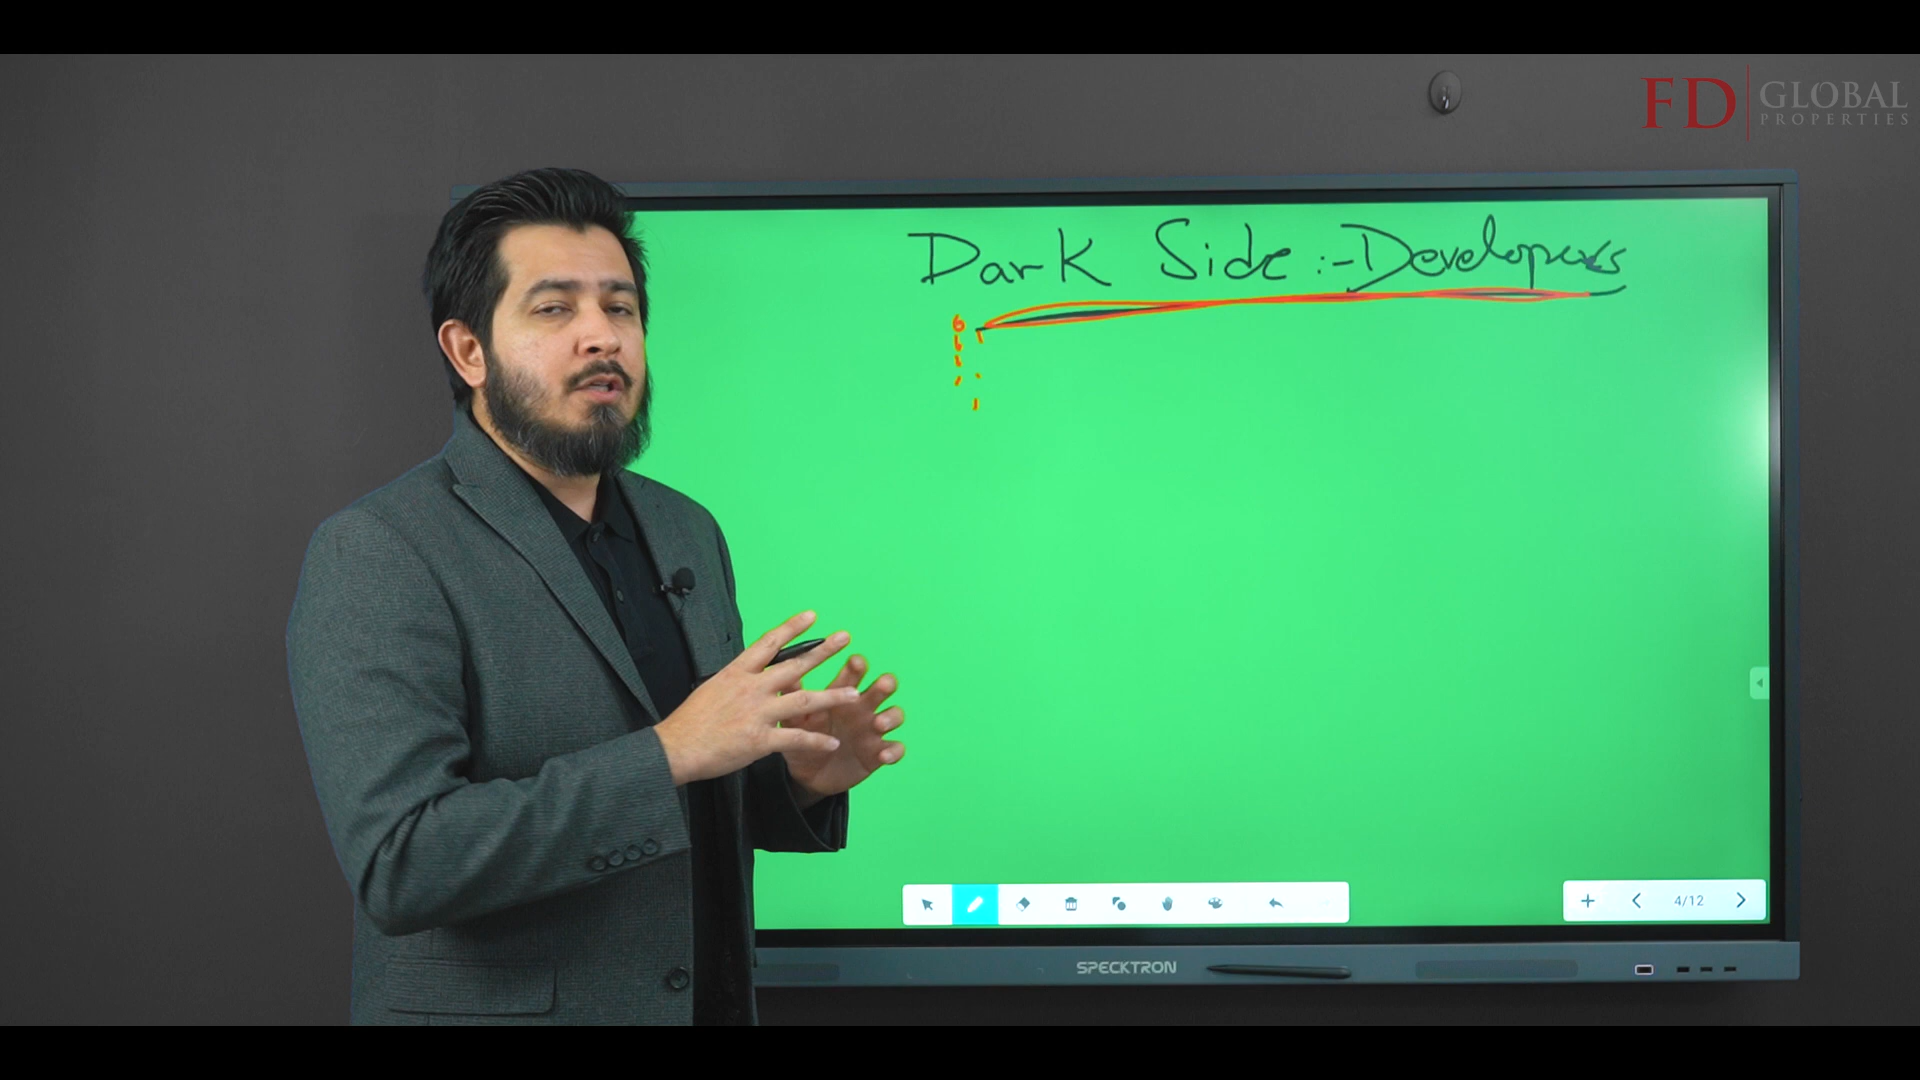 FD GLOBAL
PROPERTIES
Dark Side :- Developers
4/12
SPECKTRON